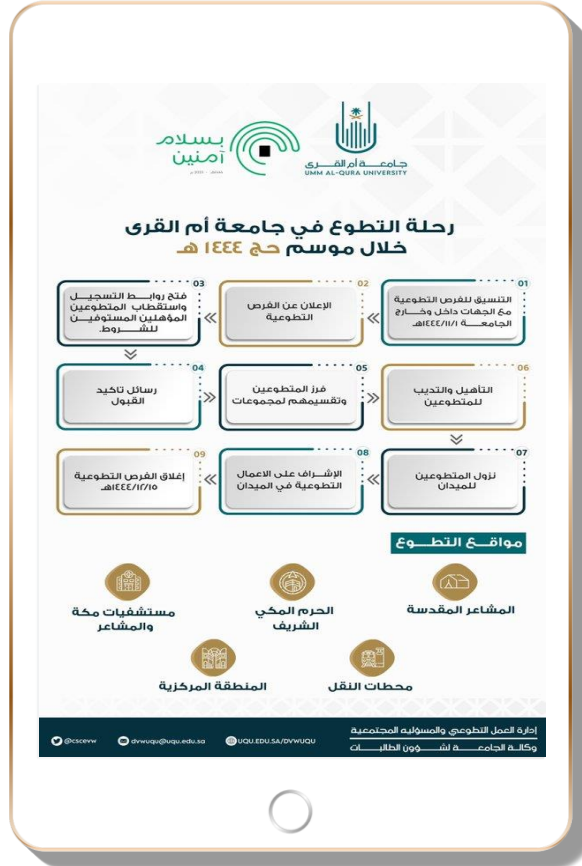 بسلام
آمنين
جامعة أم القرى
UMM AL-QURA UNIVERSITY
رحلة التطوع في جامعة أم القرى
خلال موسم حج ١٤٤٤ هـ
01
التنسيق للفرص التطوعية
مع الجهات داخل وخارج
الجامعة ١٤٤٤/١١/١هـ
02
الإعلان عن الفرص
التطوعية
03
فتح روابط التسجيل
واستقطاب المتطوعين
المؤهلين المستوفين
للشروط.
04
رسائل تاكيد
القبول
05
فرز المتطوعين
وتقسيمهم لمجموعات
06
التأهيل والتديب
للمتطوعين
07
نزول المتطوعين
للميدان
08
الإشراف على الاعمال
التطوعية في الميدان
09
إغلاق الفرص التطوعية
١٤٤٤/١٢/١٥هـ
مواقع التطوع
المشاعر المقدسة
الحرم المكي
الشريف
مستشفيات مكة
والمشاعر
محطات النقل
المنطقة المركزية
إدارة العمل التطوعي والمسؤليه المجتمعية
وكالة الجامعة لشؤون الطالبات
UQU.EDU.SA/DVWUQU
dvwuqu@uqu.edu.sa
@cscevw